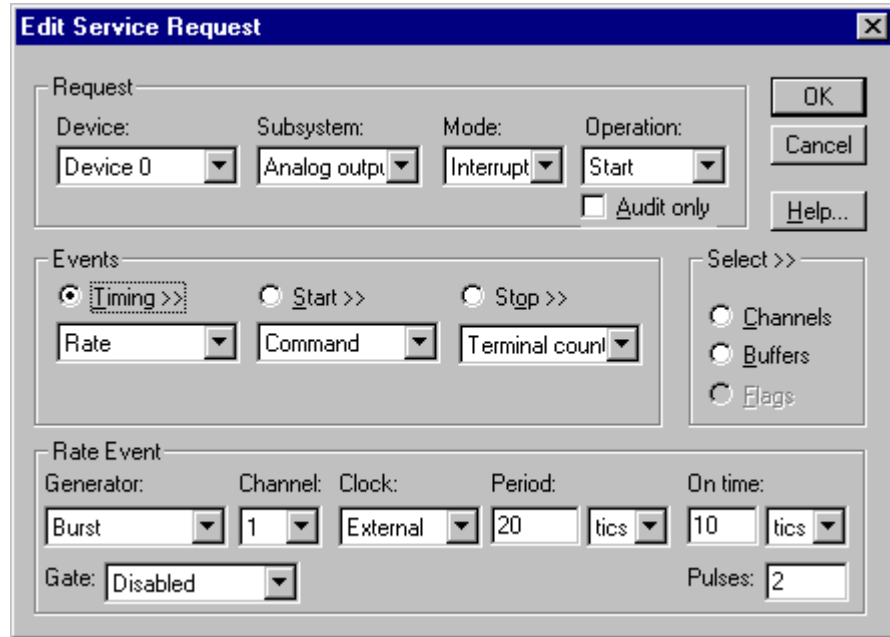 Edit Service Request
Request
Device: Subsystem: Mode: Operation:
Device 0 Analog outpu Interrupt Start
Audit only
OK
Cancel
Help...
Events
Timing >> Start >> Stop >>
Rate Command Terminal count
Select >>
Channels
Buffers
Flags
Rate Event
Generator: Channel: Clock: Period: On time:
Burst 1 External 20 tics 10 tics
Gate: Disabled Pulses: 2